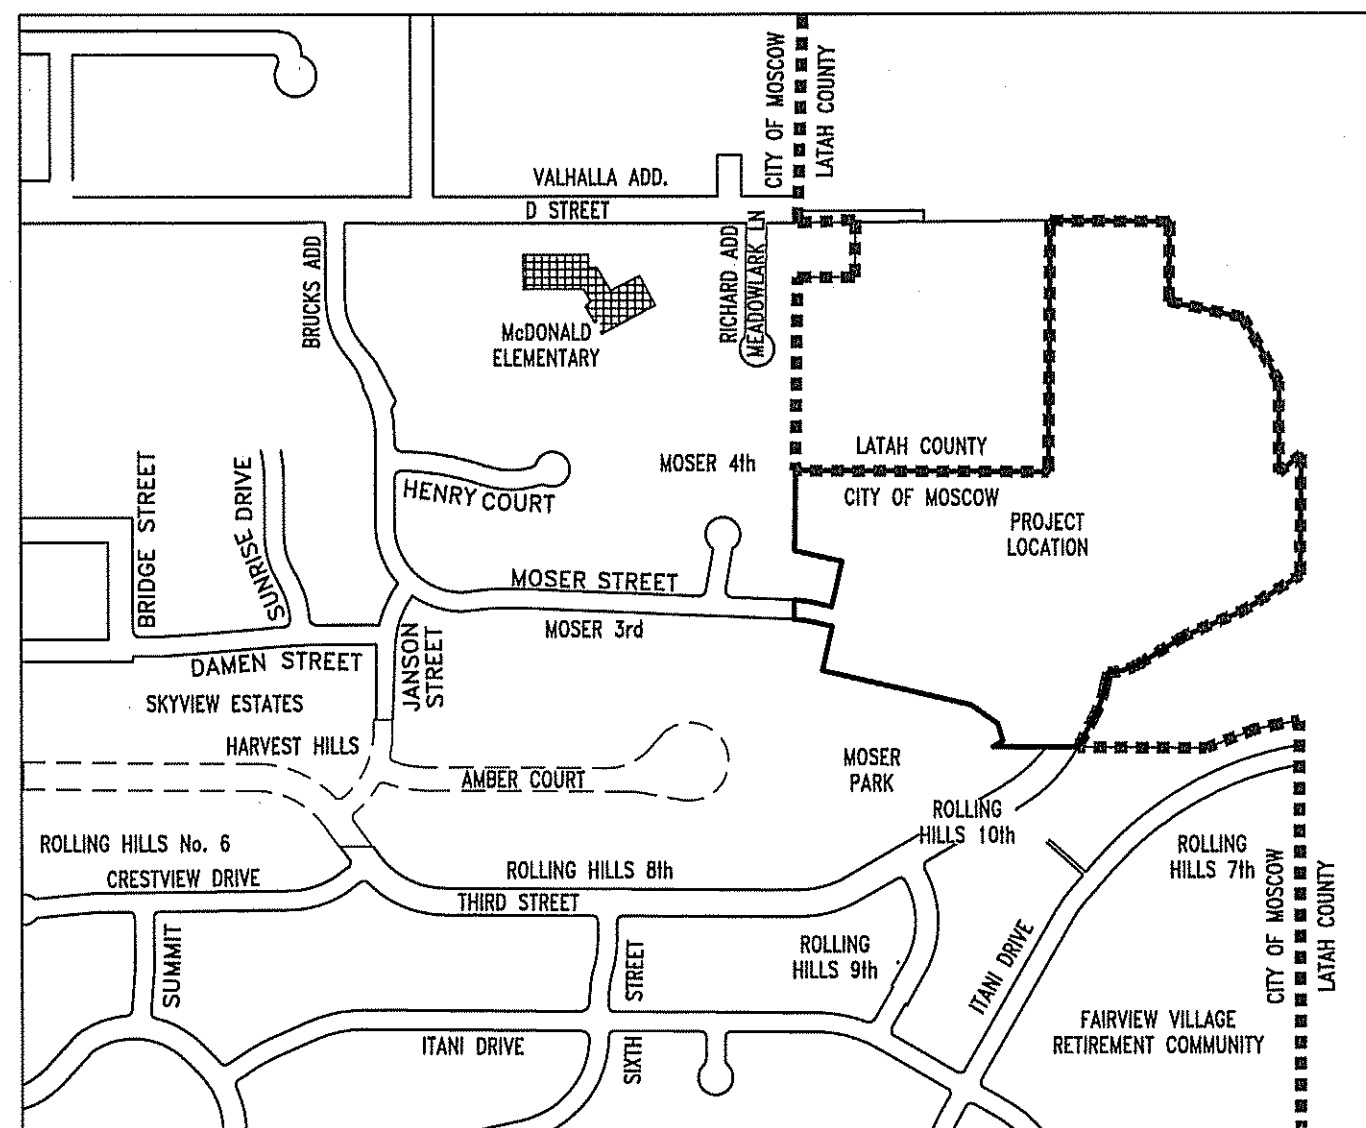 CITY OF MOSCOW
LATAH COUNTY
VALHALLA ADD.
D STREET
BRUCKS ADD
RICHARD ADD
MEADOWLARK LN
McDONALD
ELEMENTARY
BRIDGE STREET
SUNRISE DRIVE
HENRY COURT
MOSER 4th
LATAH COUNTY
CITY OF MOSCOW
PROJECT
LOCATION
MOSER STREET
MOSER 3rd
DAMEN STREET
JANSON
STREET
SKYVIEW ESTATES
HARVEST HILLS
AMBER COURT
MOSER
PARK
ROLLING
HILLS 10th
ROLLING HILLS No. 6
CRESTVIEW DRIVE
ROLLING HILLS 8th
THIRD STREET
ROLLING
HILLS 7th
SUMMIT
SIXTH STREET
ROLLING
HILLS 9th
ITANI DRIVE
CITY OF MOSCOW
LATAH COUNTY
ITANI DRIVE
FAIRVIEW VILLAGE
RETIREMENT COMMUNITY